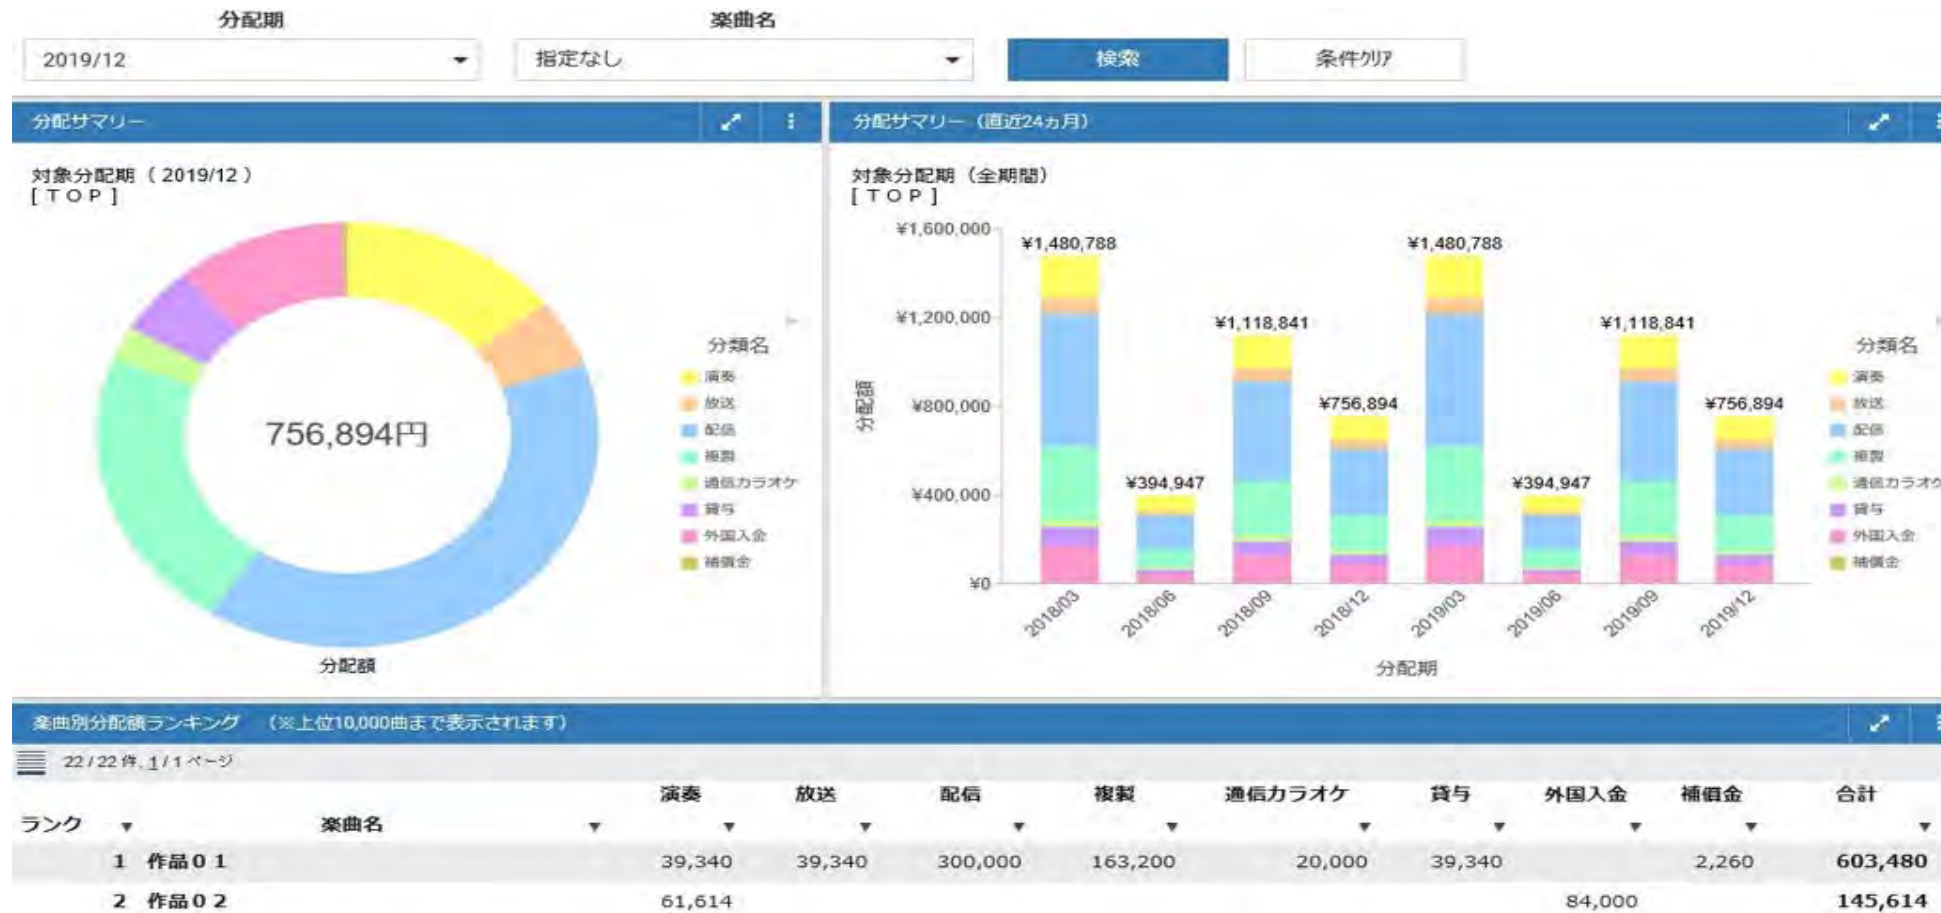 分配期
楽曲名
2019/12
指定なし
検索
条件クリア
分配サマリー
分配サマリー（直近24ヵ月）
対象分配期（2019/12）
[ＴＯＰ]
756,894円
分類名
演奏
放送
配信
複製
通信カラオケ
貸与
外国入金
補償金
分配額
対象分配期（全期間）
[ＴＯＰ]
分配額
¥1,600,000
¥1,200,000
¥800,000
¥400,000
¥0
¥1,480,788
¥394,947
¥1,118,841
¥756,894
¥1,480,788
¥394,947
¥1,118,841
¥756,894
2018/03
2018/06
2018/09
2018/12
2019/03
2019/06
2019/09
2019/12
分配期
分類名
演奏
放送
配信
複製
通信カラオケ
貸与
外国入金
補償金
楽曲別分配額ランキング （※上位10,000曲まで表示されます）
22/22件, 1/1ページ
ランク 楽曲名 演奏 放送 配信 複製 通信カラオケ 貸与 外国入金 補償金 合計
1 作品０１ 39,340 39,340 300,000 163,200 20,000 39,340 2,260 603,480
2 作品０２ 61,614 84,000 145,614